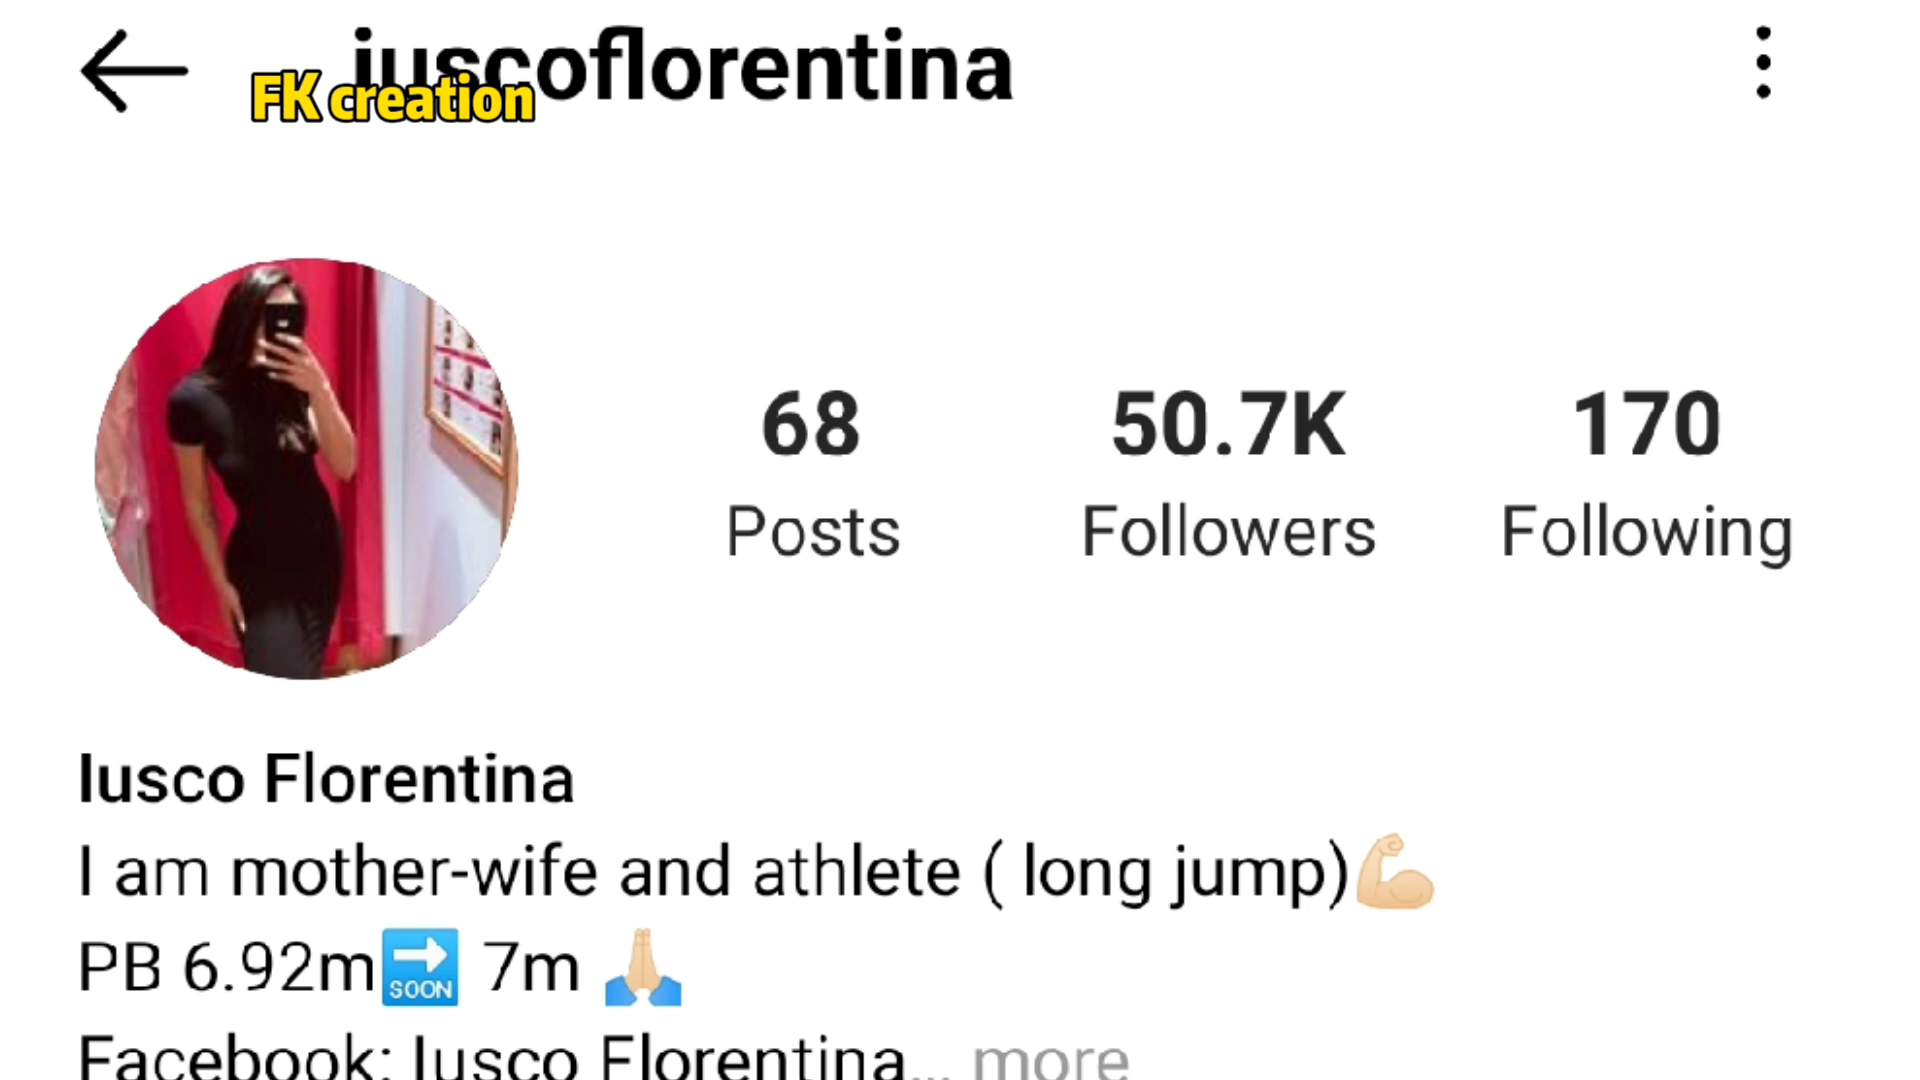 iuscoflorentina
FK creation
68 50.7K 170
Posts Followers Following
Iusco Florentina
I am mother-wife and athlete ( long jump)💪🏻
PB 6.92m🔜 7m 🙏🏻
Facebook: Iusco Florentina... more